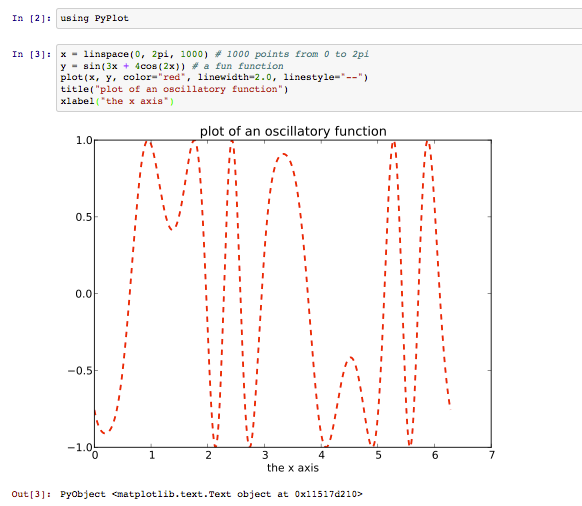 In [2]: using PyPlot
In [3]: x = linspace(0, 2pi, 1000) # 1000 points from 0 to 2pi
y = sin(3x + 4cos(2x)) # a fun function
plot(x, y, color="red", linewidth=2.0, linestyle="--")
title("plot of an oscillatory function")
xlabel("the x axis")
plot of an oscillatory function
1.0
0.5
0.0
−0.5
−1.0
0 1 2 3 4 5 6 7
the x axis
Out[3]: PyObject <matplotlib.text.Text object at 0x11517d210>